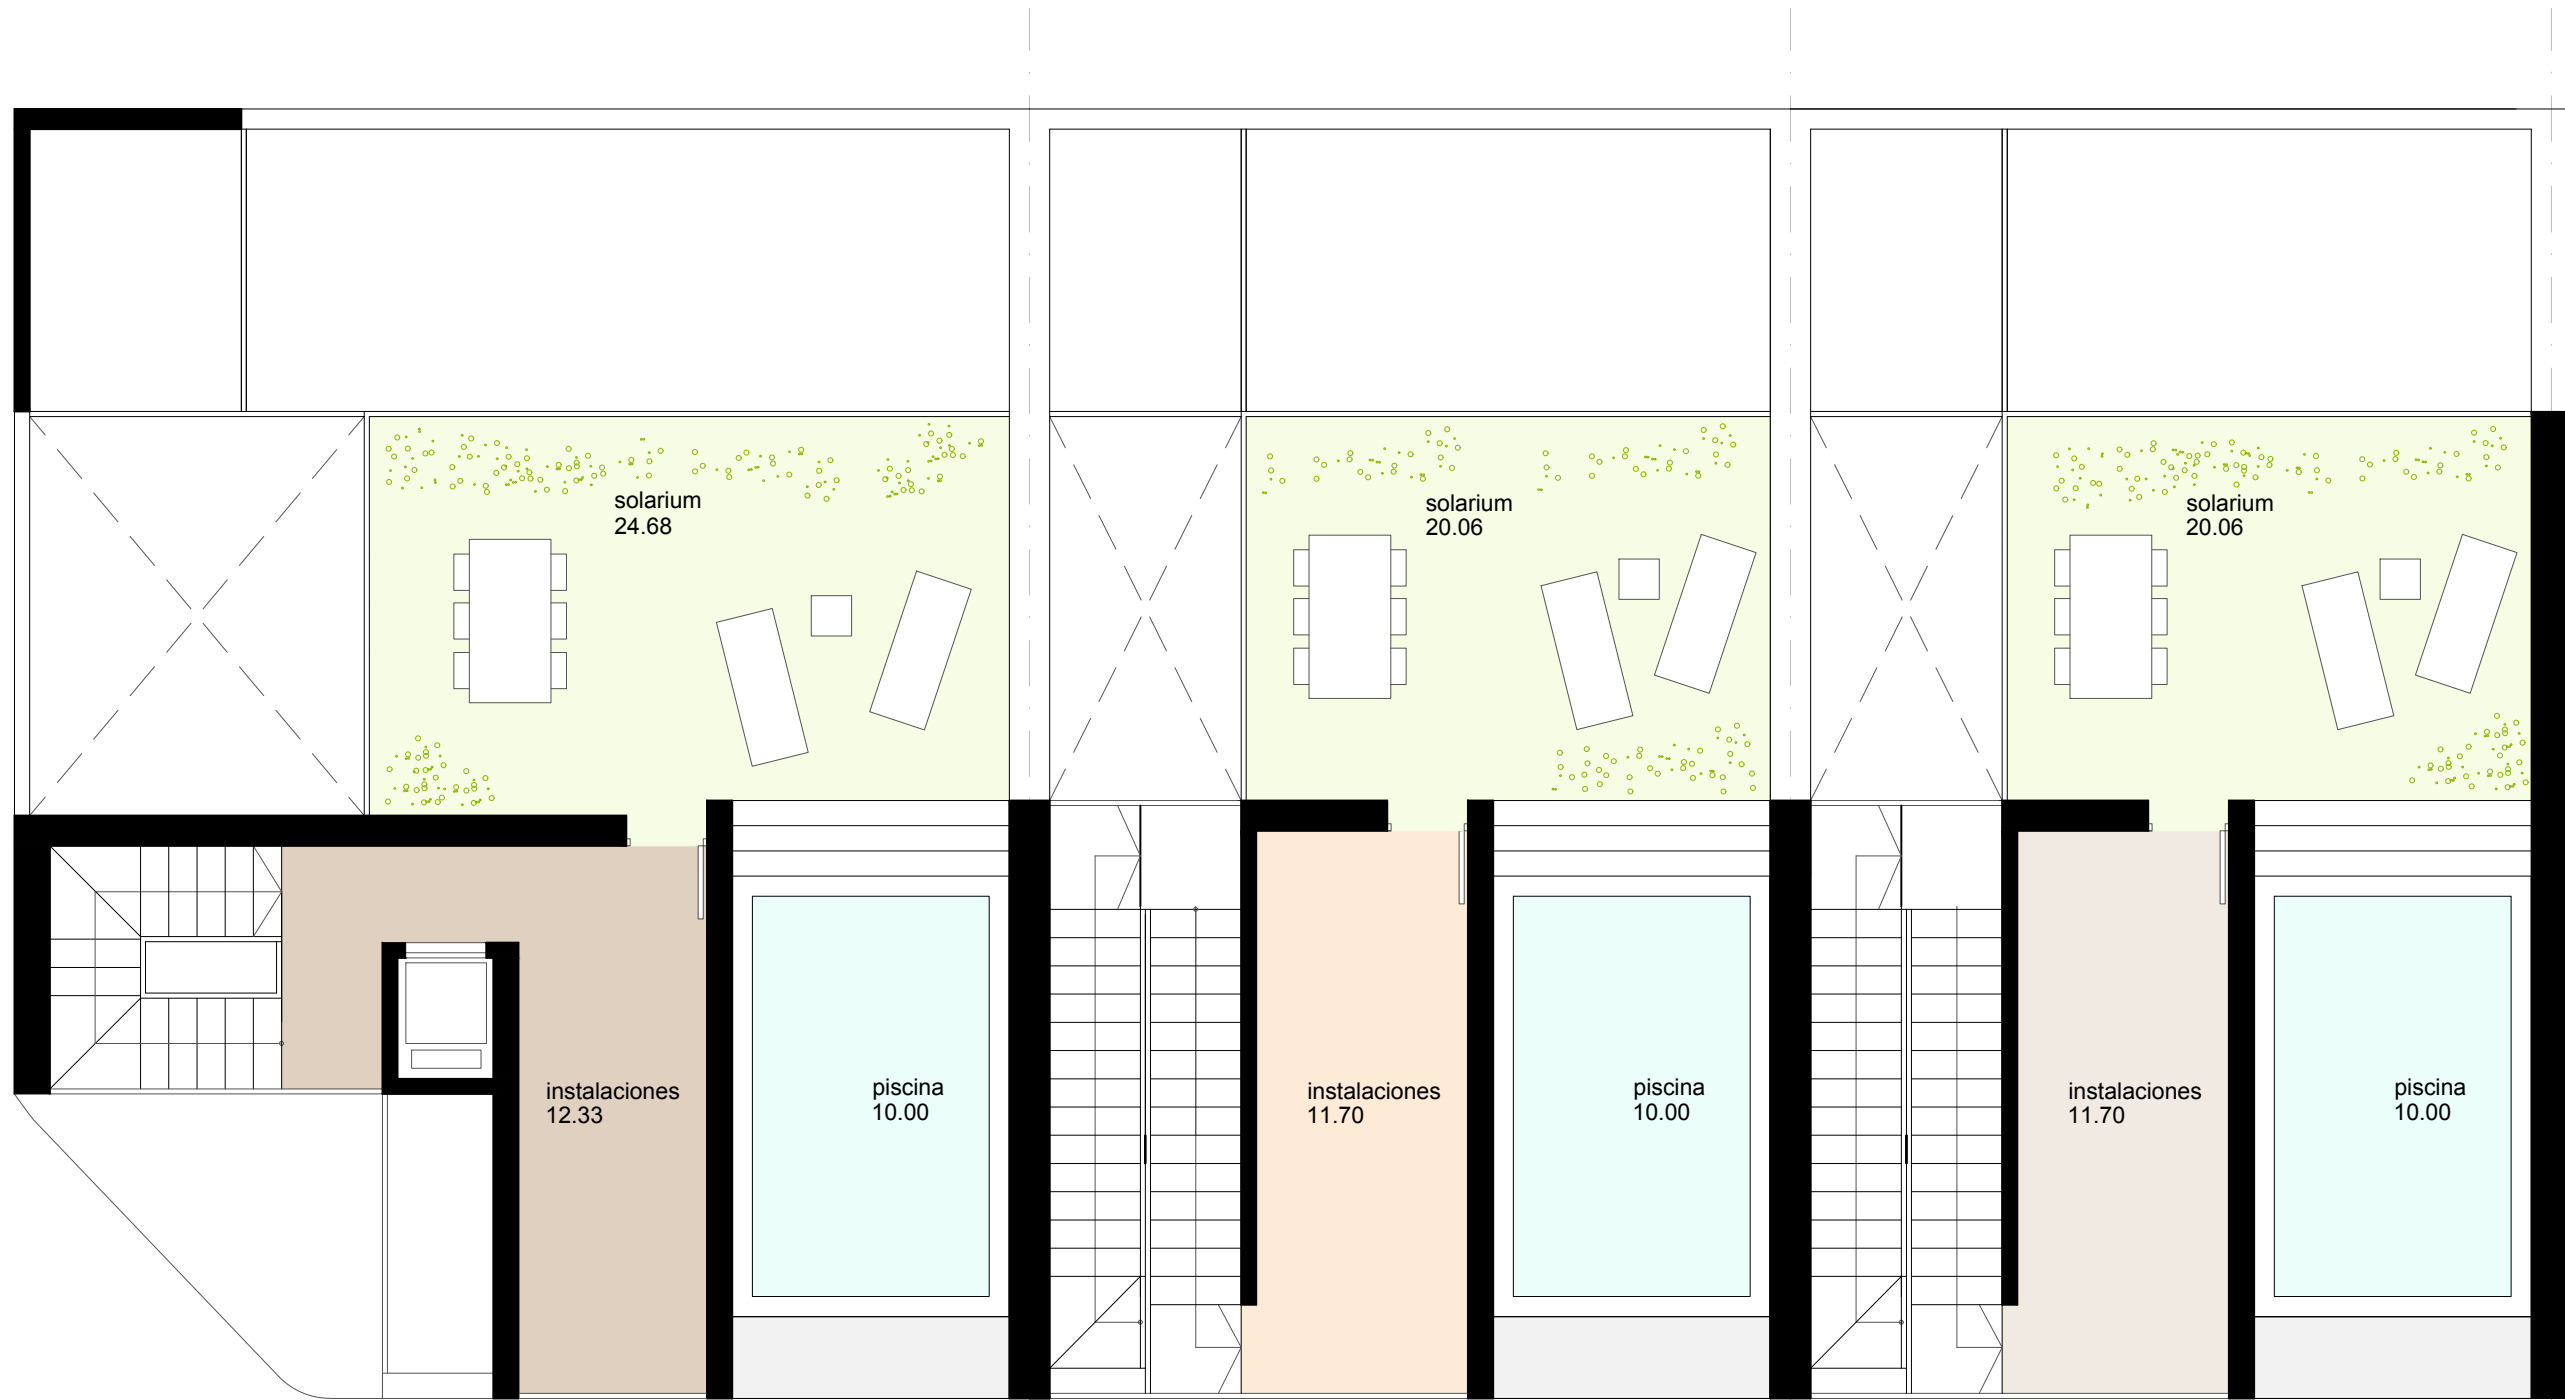 solarium
24.68
solarium
20.06
solarium
20.06
instalaciones
12.33
piscina
10.00
instalaciones
11.70
piscina
10.00
instalaciones
11.70
piscina
10.00